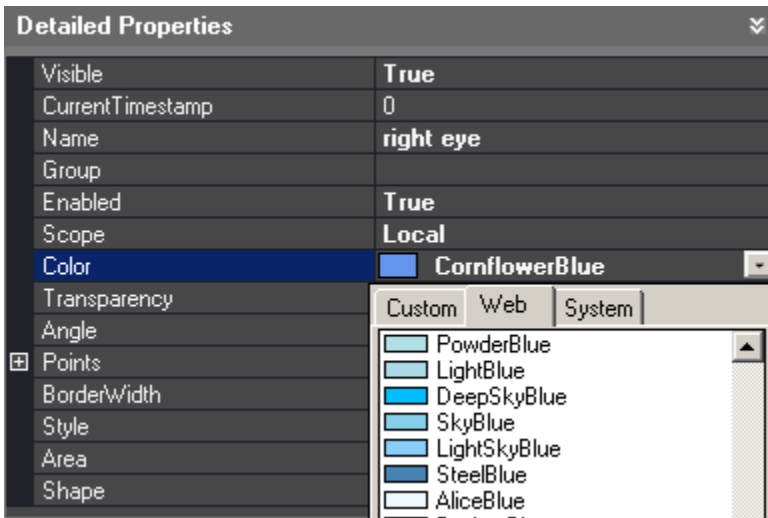 Detailed Properties
Visible True
CurrentTimestamp 0
Name right eye
Group
Enabled True
Scope Local
Color CornflowerBlue
Transparency
Custom Web System
Angle
PowderBlue
Points
LightBlue
BorderWidth
DeepSkyBlue
Style
SkyBlue
Area
LightSkyBlue
Shape
SteelBlue
AliceBlue